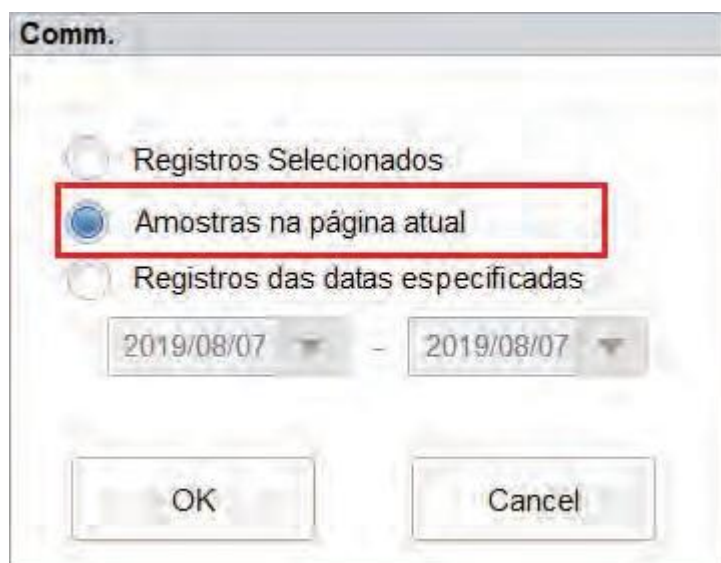 Comm.
Registros Selecionados
Amostras na página atual
Registros das datas especificadas
2019/08/07 - 2019/08/07
OK Cancel